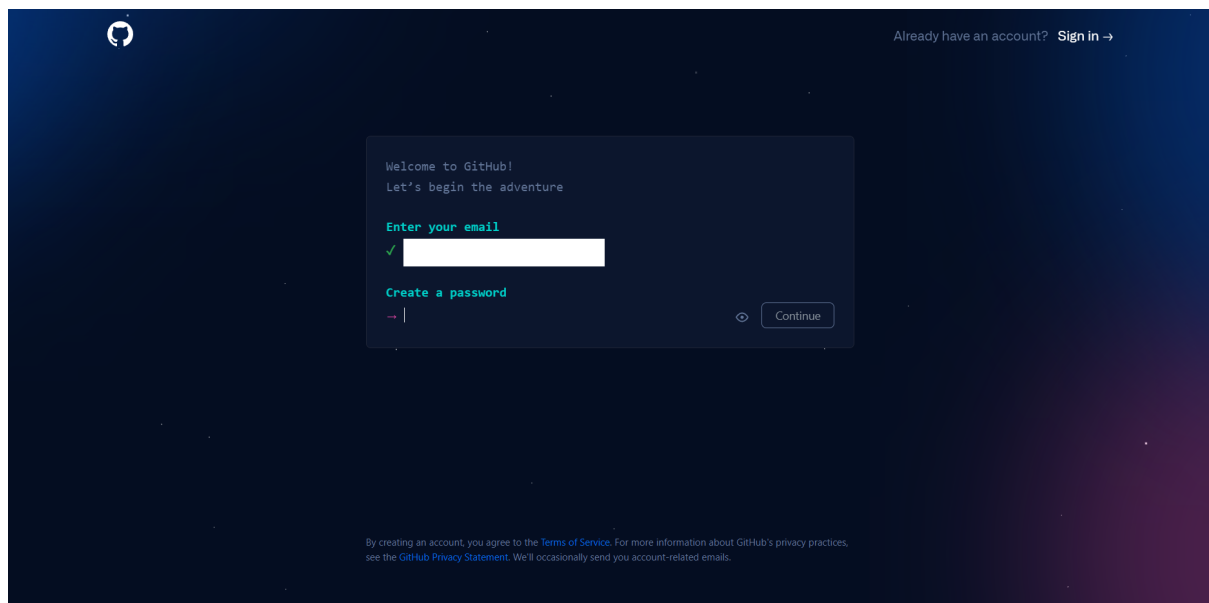 Already have an account? Sign in →
Welcome to GitHub!
Let’s begin the adventure
Enter your email
✓
Create a password
→
Continue
By creating an account, you agree to the Terms of Service. For more information about GitHub's privacy practices,
see the GitHub Privacy Statement. We'll occasionally send you account-related emails.